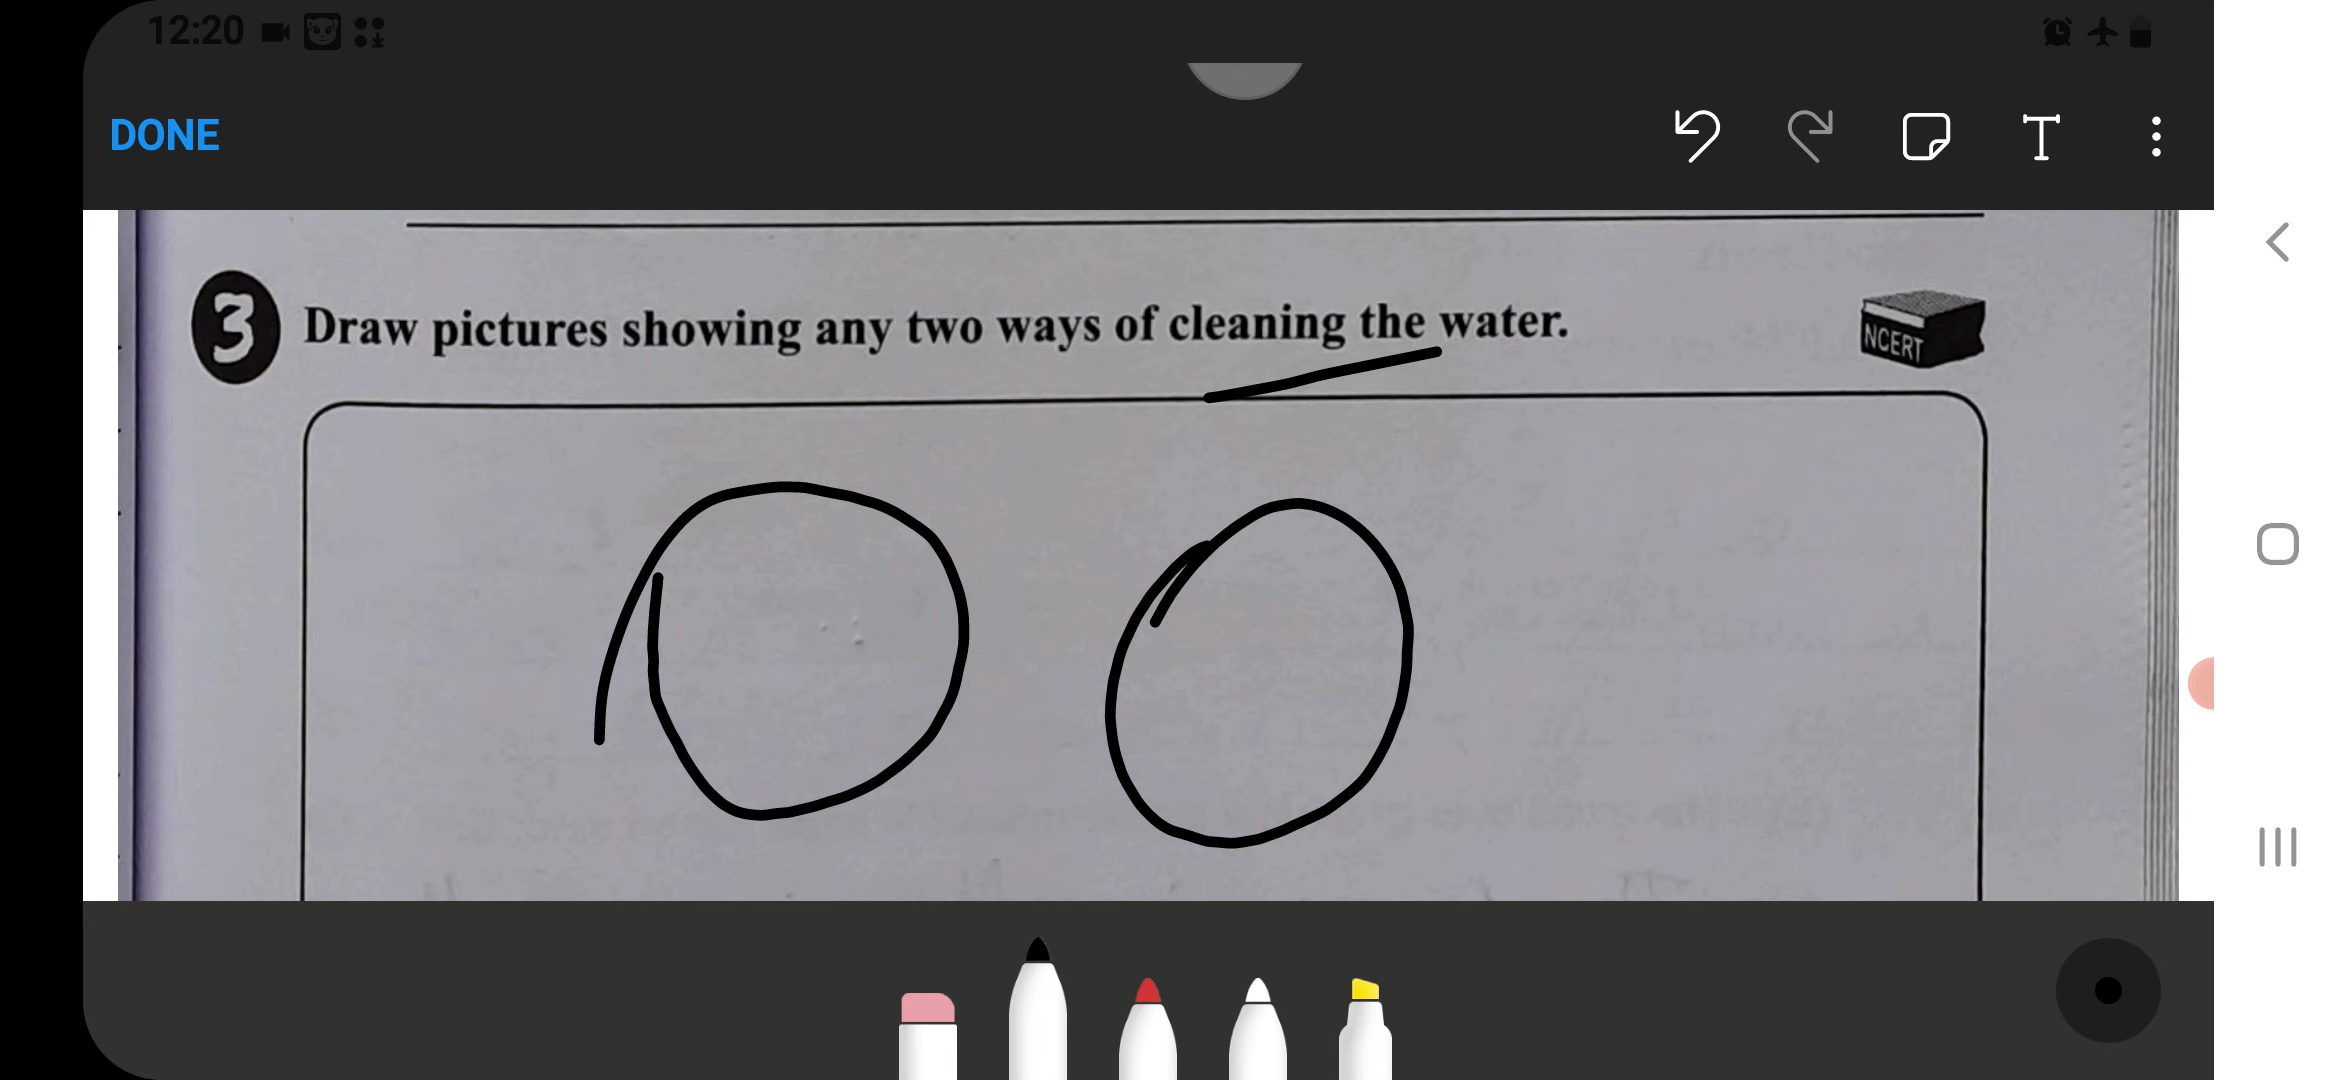 12:20
DONE
T
3 Draw pictures showing any two ways of cleaning the water.
NCERT